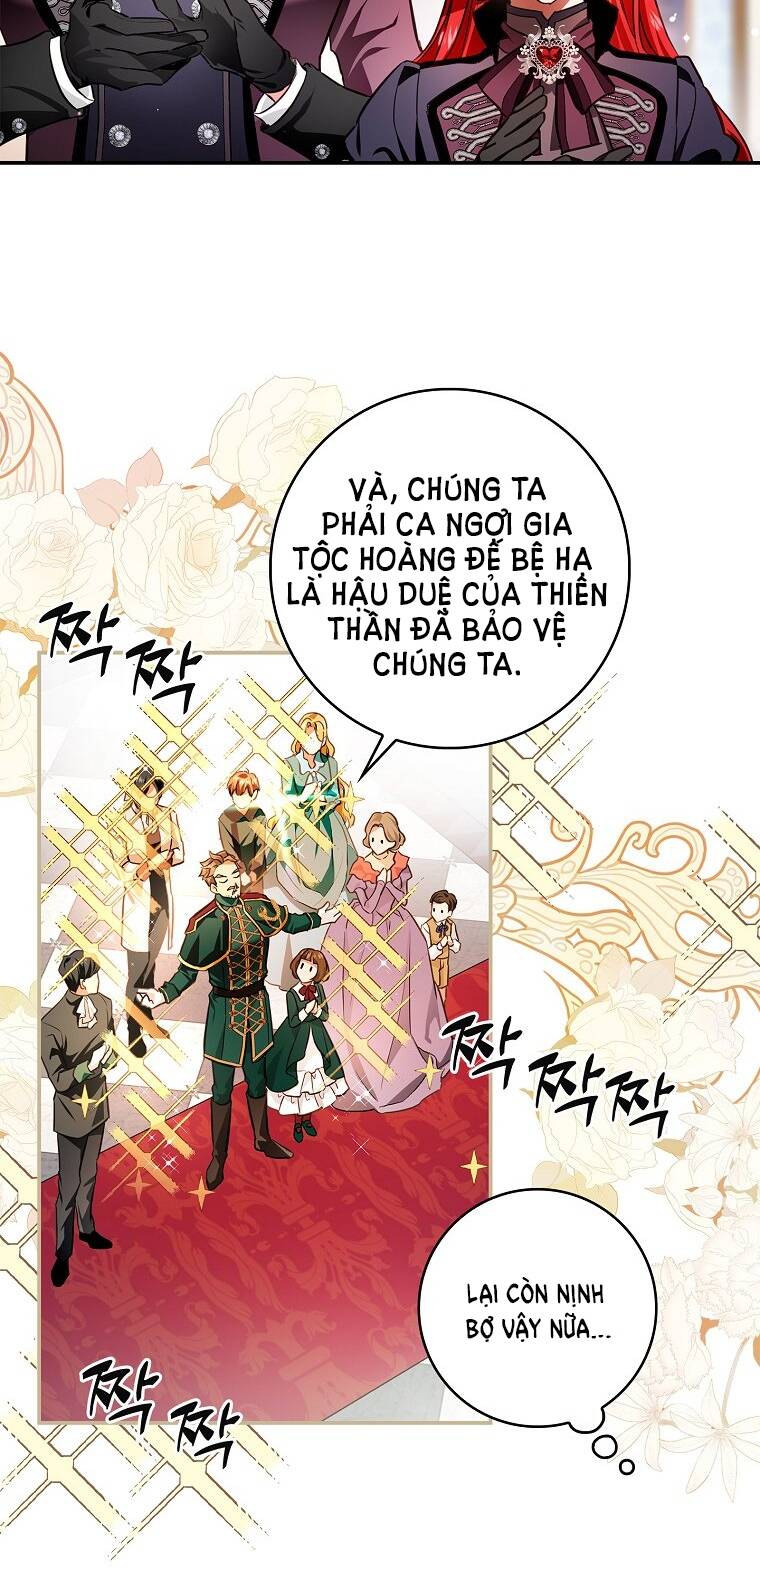 VÀ, CHÚNG TA
PHẢI CA NGỢI GIA
TỘC HOÀNG ĐẾ BỆ HẠ
LÀ HẬU DUỆ CỦA THIÊN
THẦN ĐÃ BẢO VỆ
CHÚNG TA.
짝
짝
짝
짝
짝
LẠI CÒN NỊNH
BỢ VẬY NỮA...
짝
짝